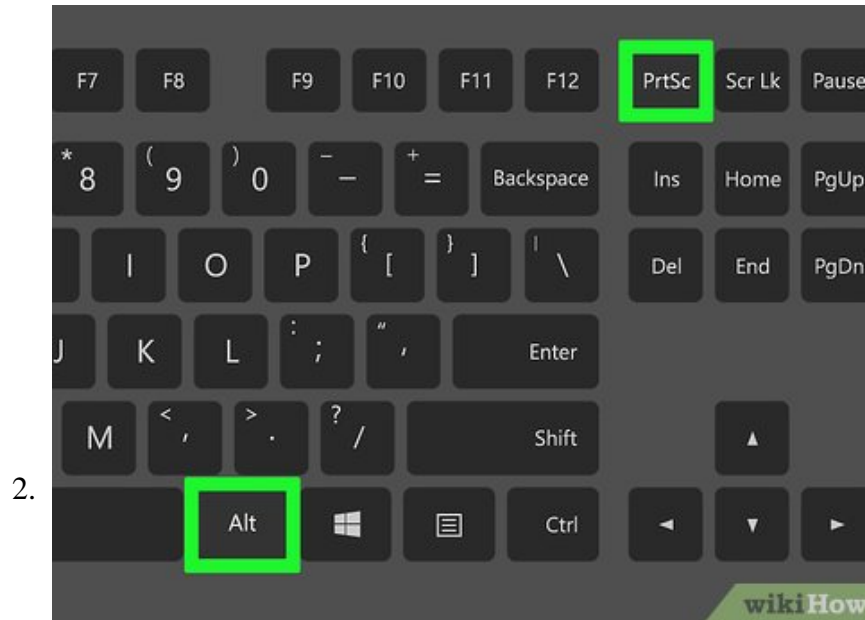 F7 F8 F9 F10 F11 F12 PrtSc Scr Lk Pause
* 8 ( 9 ) 0 _ - + = Backspace Ins Home PgUp
I O P { [ } ] | \ Del End PgDn
J K L : ; " ' Enter
M < , > . ? / Shift
2. Alt Ctrl
wikiHow